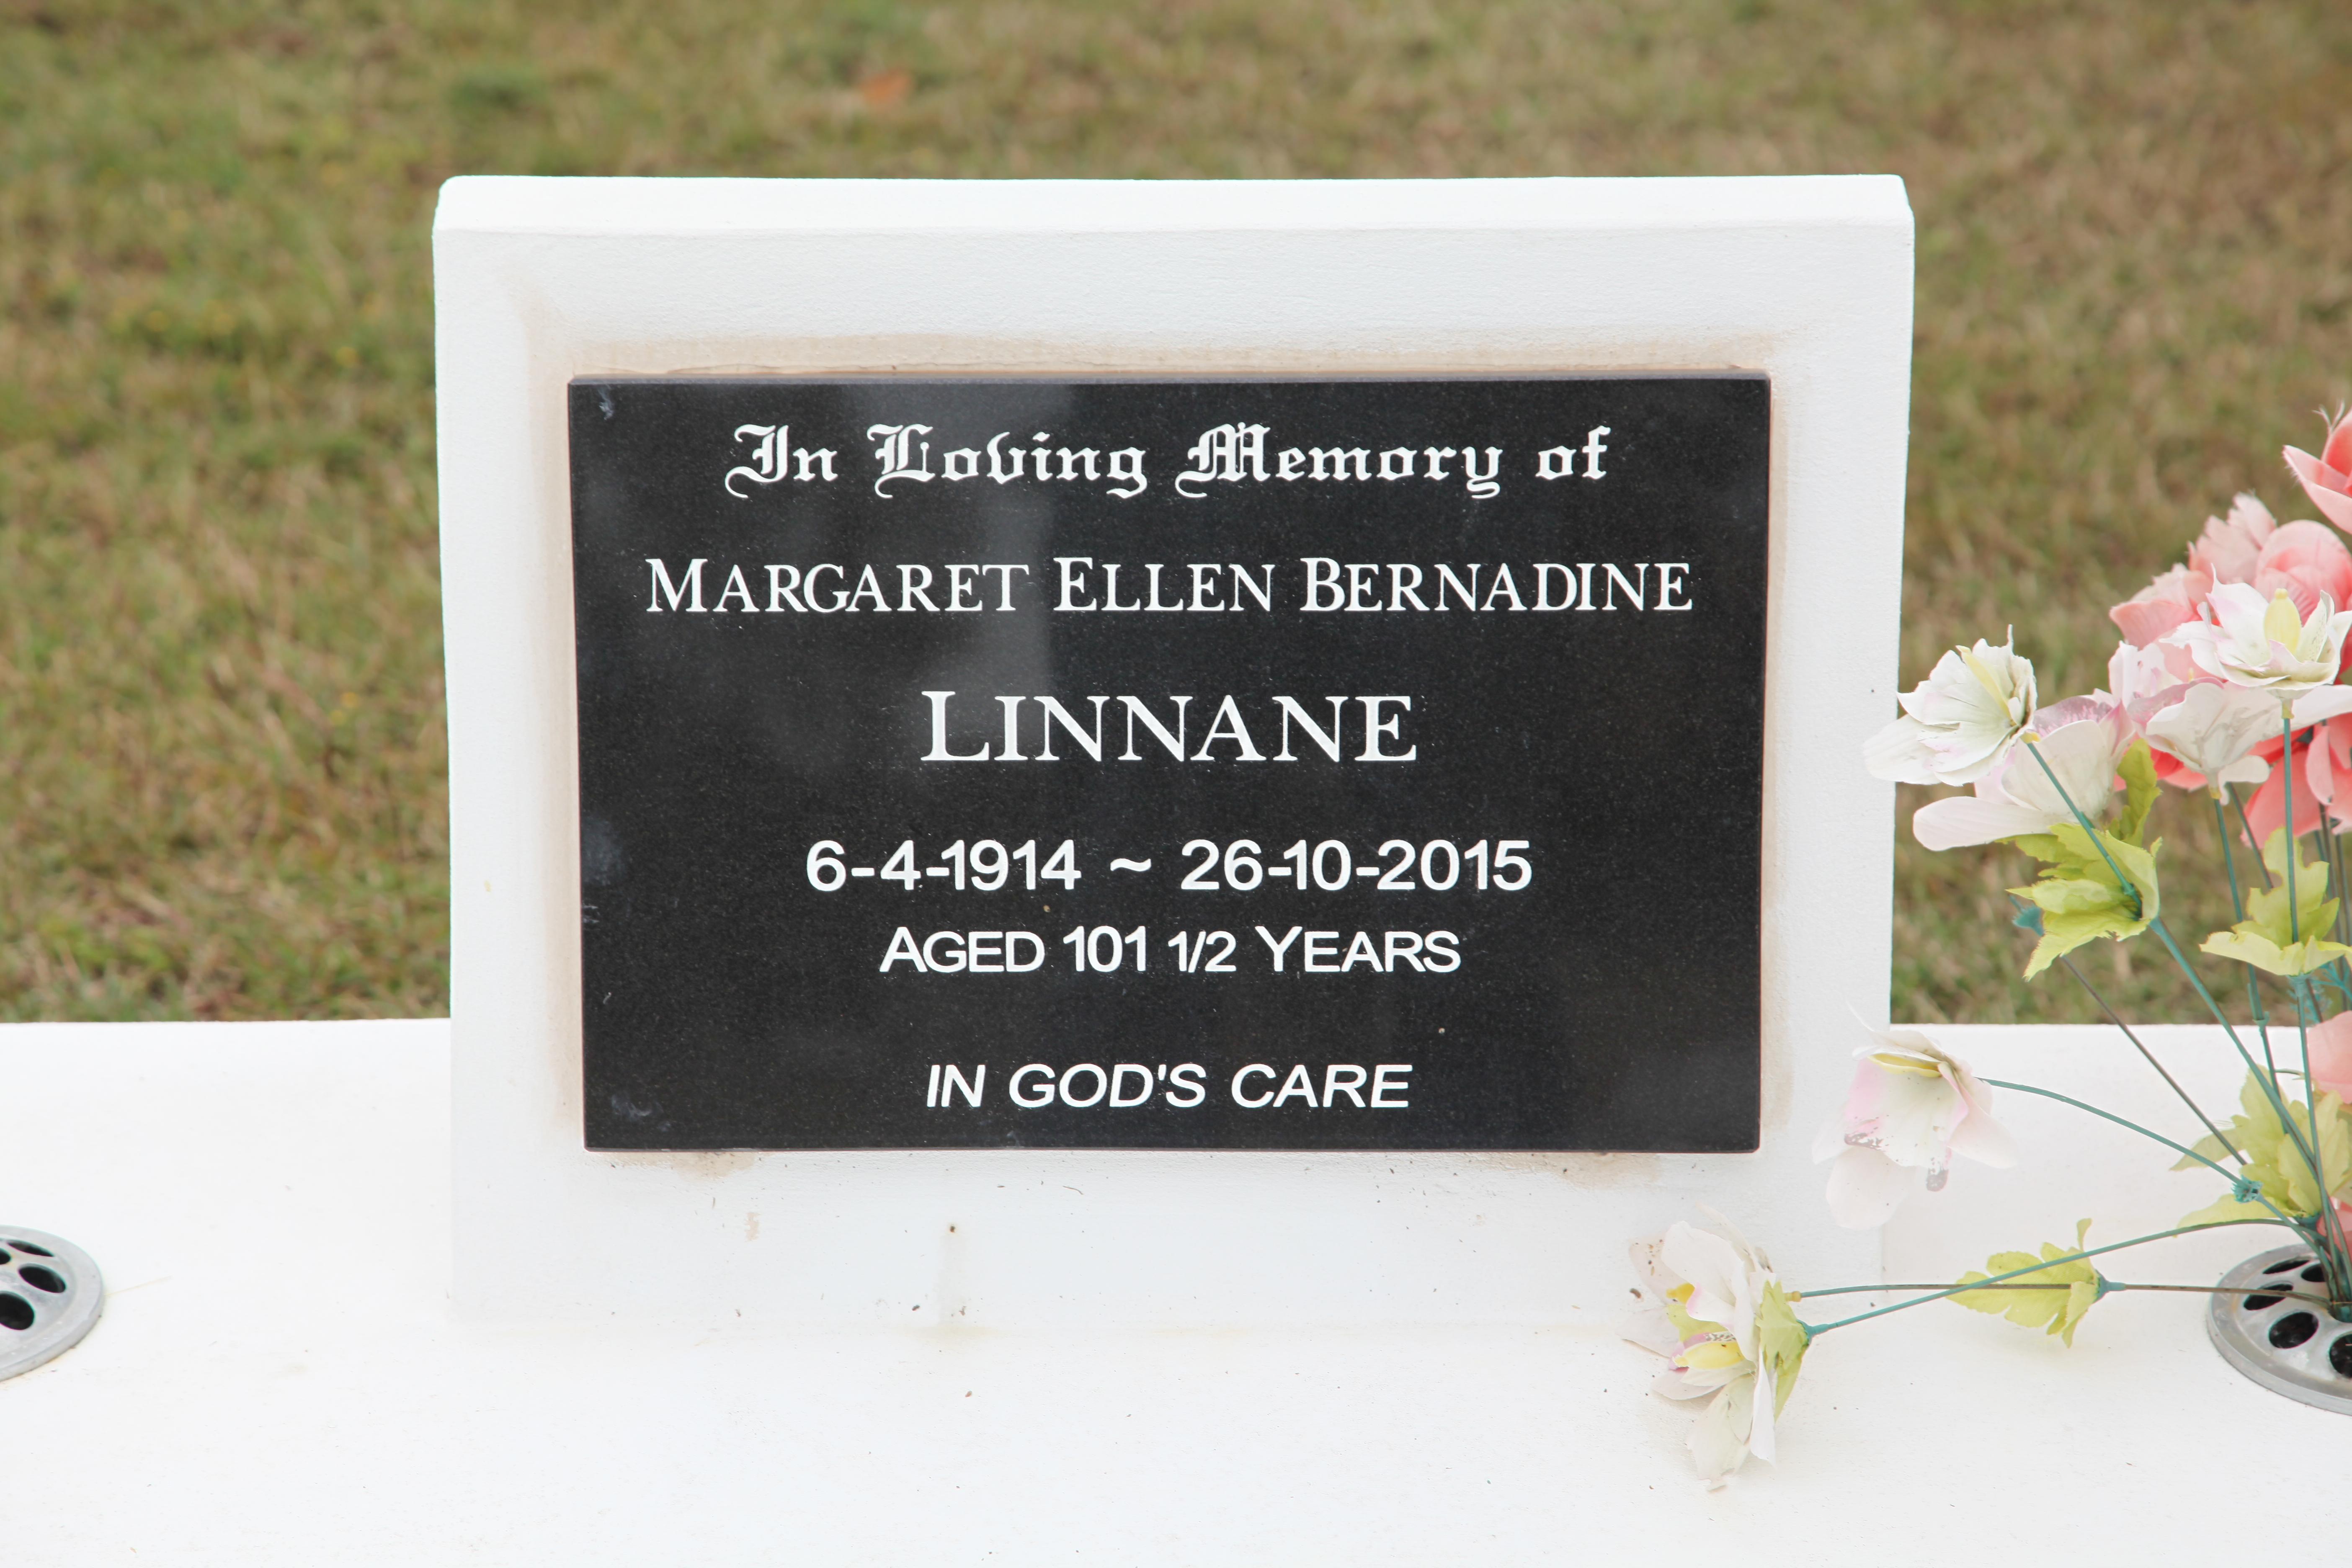 In Loving Memory of
MARGARET ELLEN BERNADINE
LINNANE
6-4-1914 ~ 26-10-2015
AGED 101 1/2 YEARS
IN GOD'S CARE